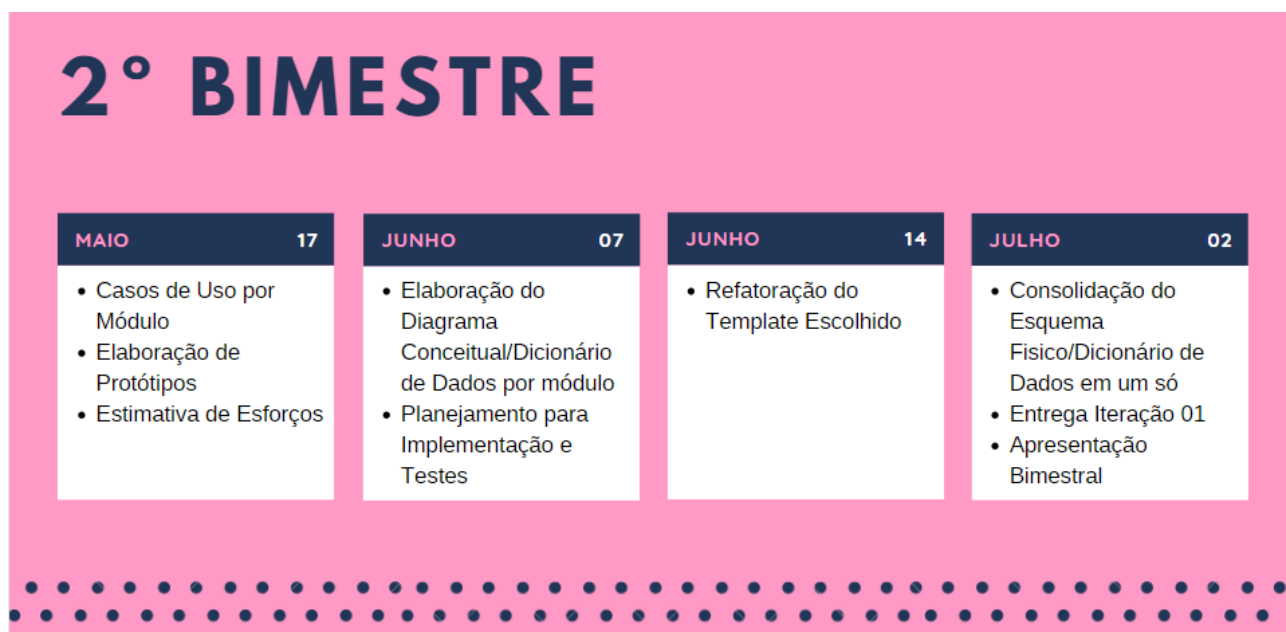 2° BIMESTRE
MAIO 17
• Casos de Uso por
Módulo
• Elaboração de
Protótipos
• Estimativa de Esforços
JUNHO 07
• Elaboração do
Diagrama
Conceitual/Dicionário
de Dados por módulo
• Planejamento para
Implementação e
Testes
JUNHO 14
• Refatoração do
Template Escolhido
JULHO 02
• Consolidação do
Esquema
Fisico/Dicionário de
Dados em um só
• Entrega Iteração 01
• Apresentação
Bimestral